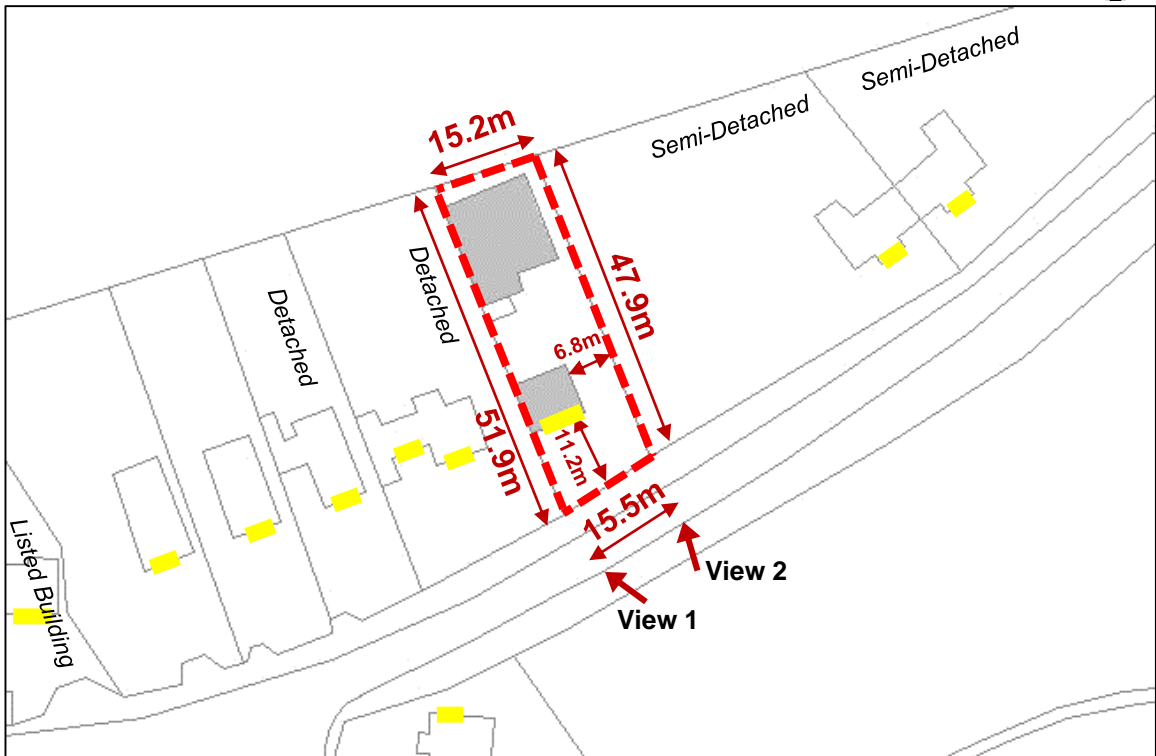 Semi-Detached
Semi-Detached
15.2m
Detached
47.9m
Detached
6.8m
51.9m
11.2m
15.5m
Listed Building
View 2
View 1